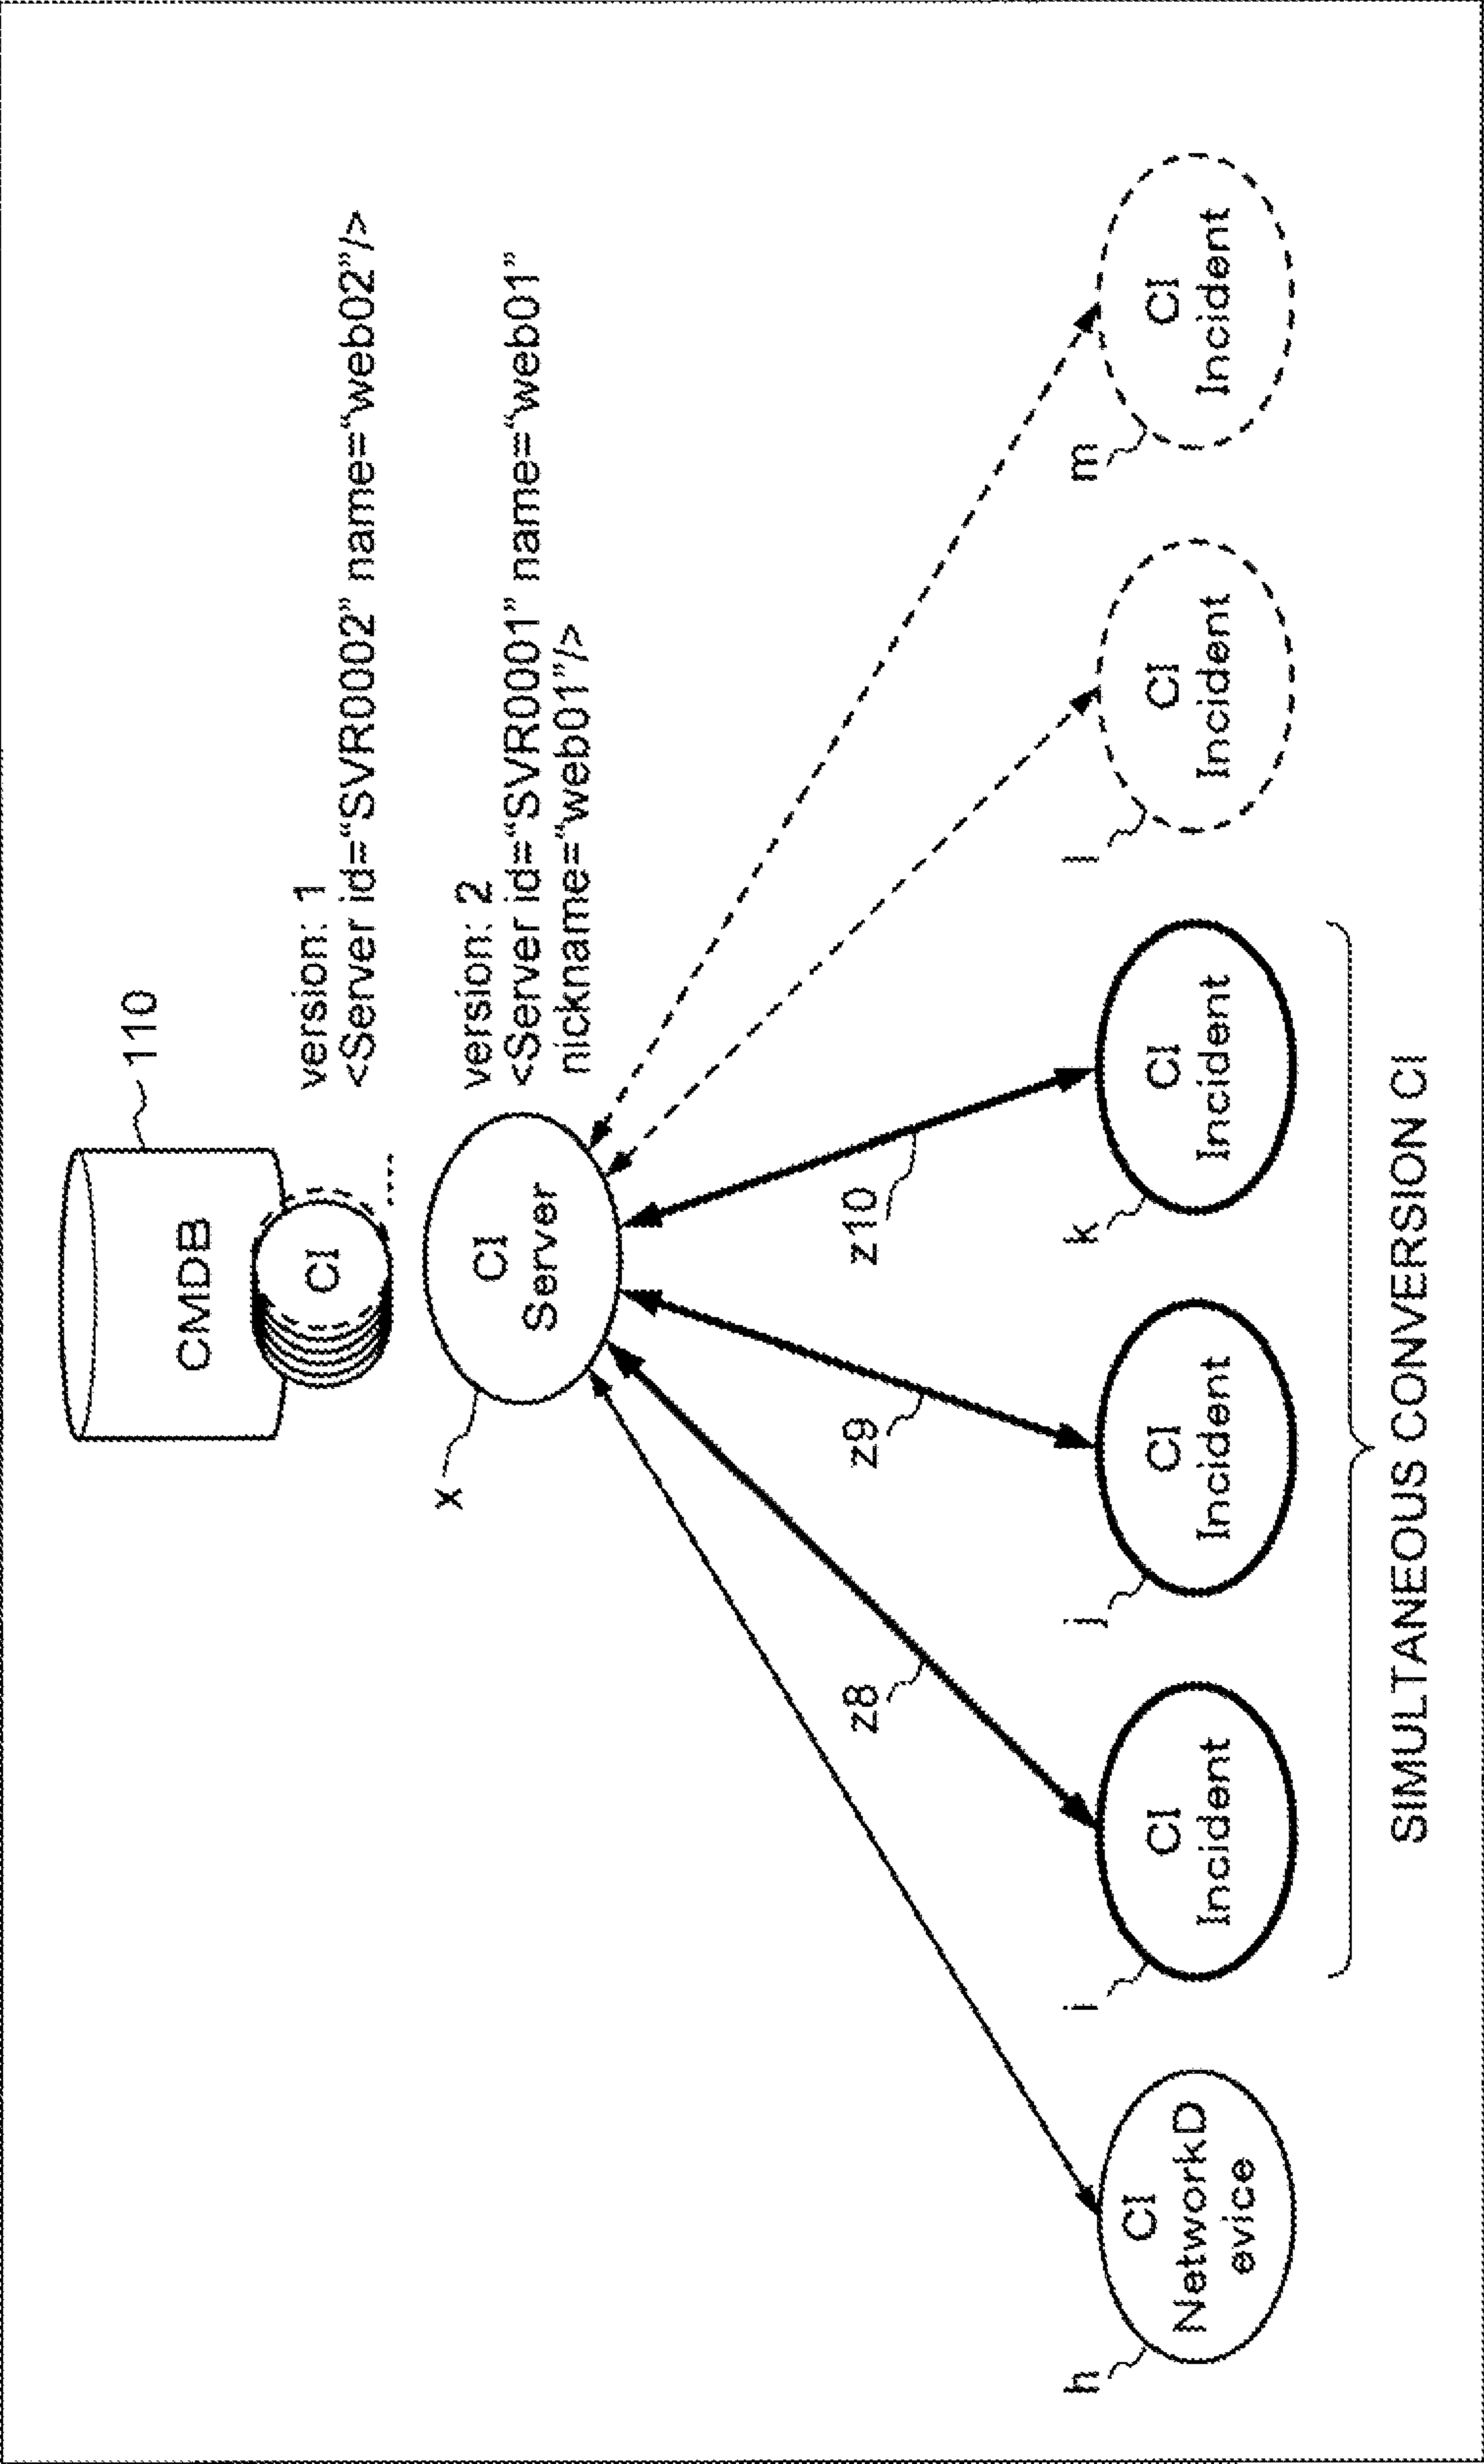 110
CMDB
CI
version: 1
<Server id=“SVR0002” name=“web02”/>
version: 2
<Server id=“SVR0001” name=“web01”
nickname=“web01”/>
x
CI
Server
z8
z9
z10
h
CI
NetworkD
evice
i
CI
Incident
j
CI
Incident
k
CI
Incident
l
CI
Incident
m
CI
Incident
SIMULTANEOUS CONVERSION CI